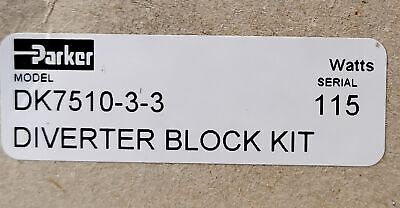 Parker
Watts
MODEL
SERIAL
DK7510-3-3
115
DIVERTER BLOCK KIT